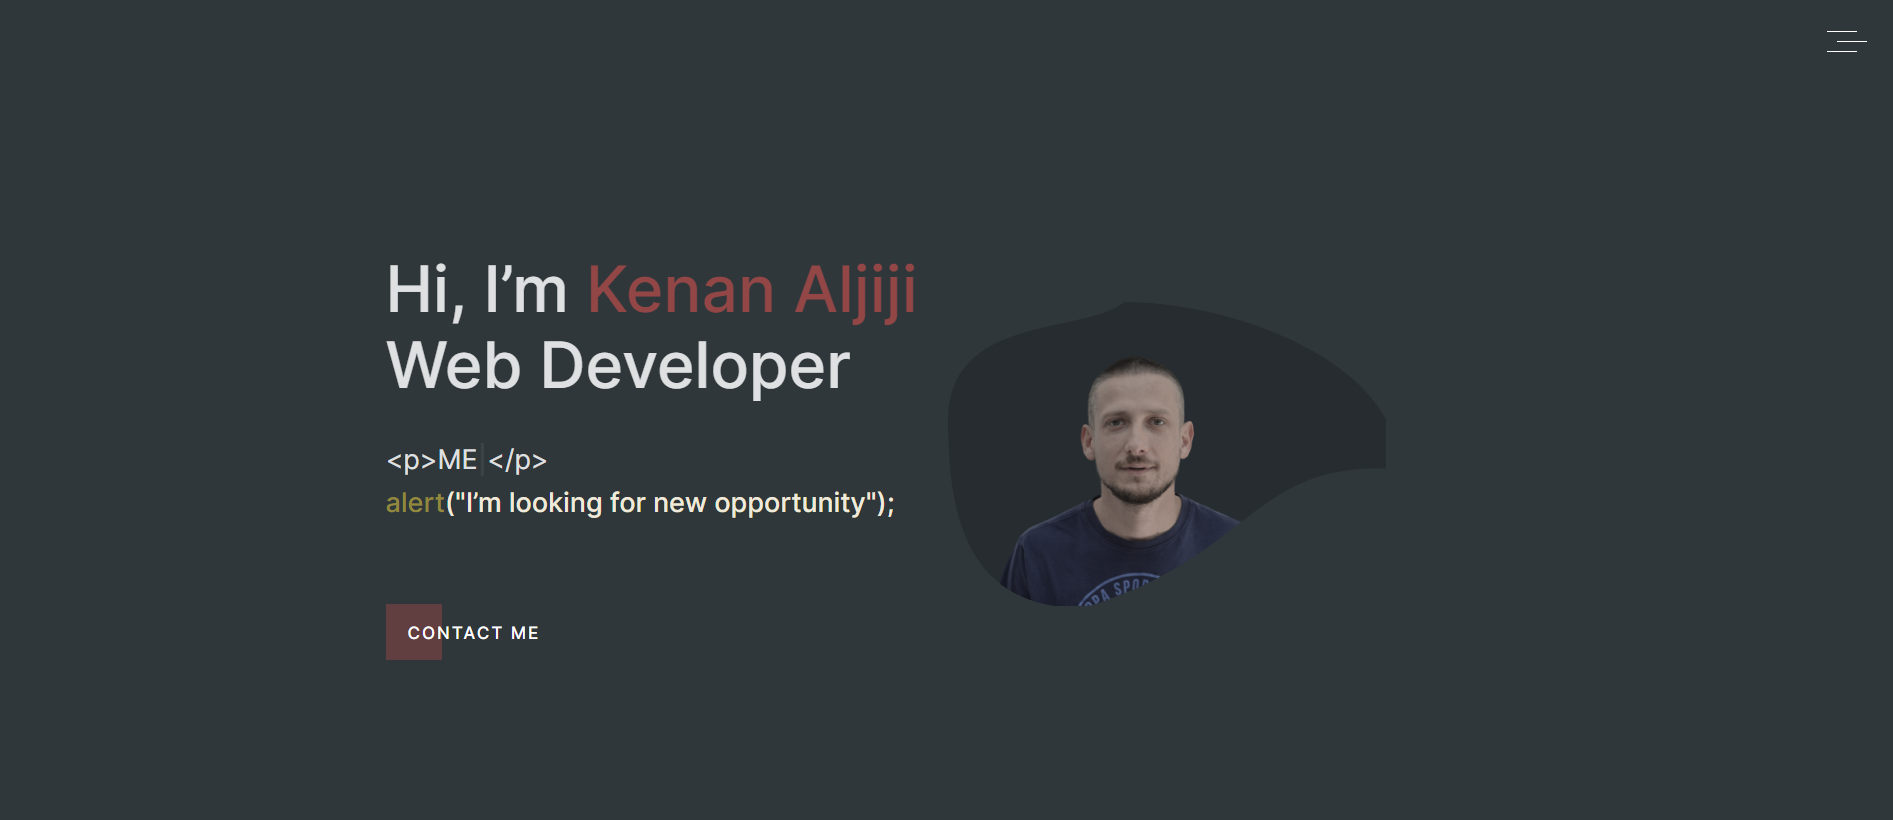 Hi, I’m Kenan Aljiji
Web Developer
<p>ME</p>
alert("I’m looking for new opportunity");
CONTACT ME